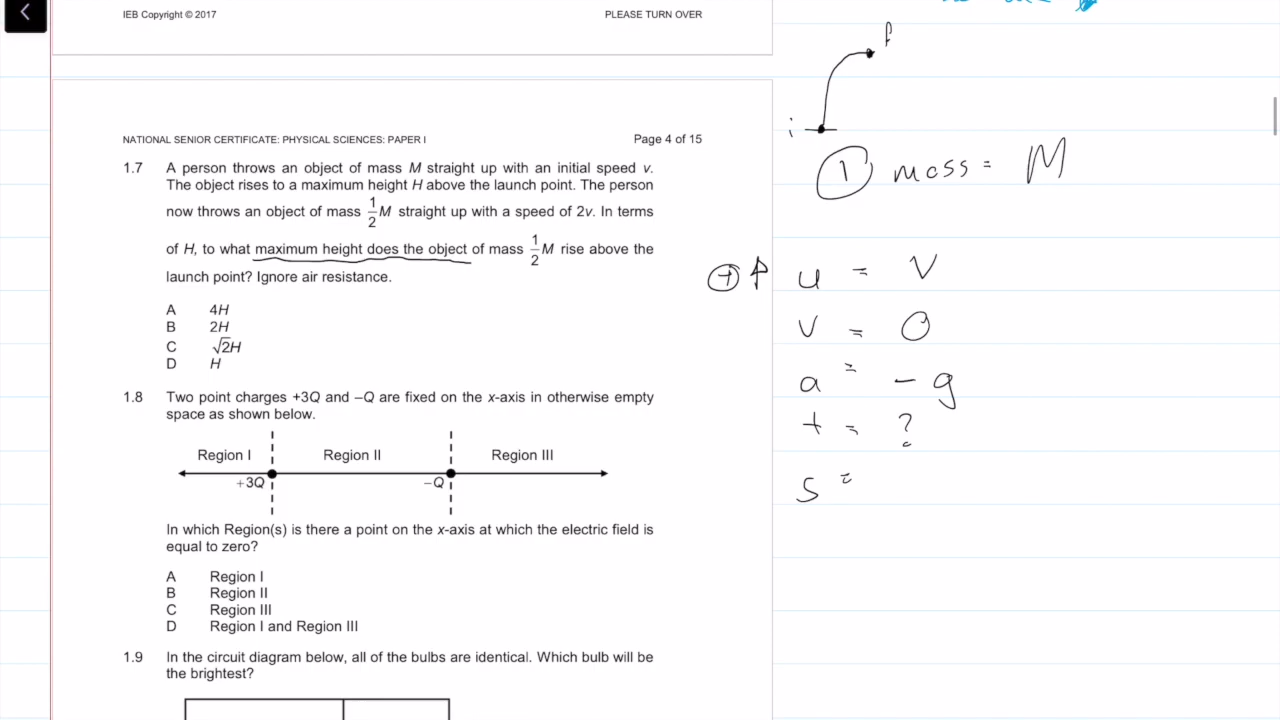 IEB Copyright © 2017 PLEASE TURN OVER
NATIONAL SENIOR CERTIFICATE: PHYSICAL SCIENCES: PAPER I Page 4 of 15
1.7 A person throws an object of mass M straight up with an initial speed v.
The object rises to a maximum height H above the launch point. The person
now throws an object of mass 1/2 M straight up with a speed of 2v. In terms
of H, to what maximum height does the object of mass 1/2 M rise above the
launch point? Ignore air resistance.
A 4H
B 2H
C √2H
D H
1.8 Two point charges +3Q and –Q are fixed on the x-axis in otherwise empty
space as shown below.
Region I Region II Region III
+3Q –Q
In which Region(s) is there a point on the x-axis at which the electric field is
equal to zero?
A Region I
B Region II
C Region III
D Region I and Region III
1.9 In the circuit diagram below, all of the bulbs are identical. Which bulb will be
the brightest?
f
i
① mass = M
⊕ ↑ u = v
v = 0
a = - g
t = ?
s =